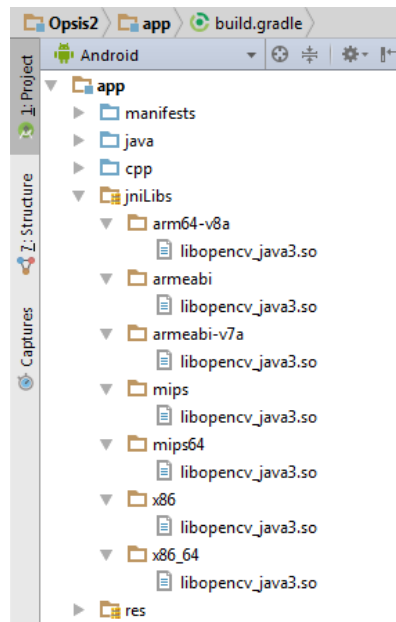 Opsis2 app build.gradle
1: Project
Android
app
manifests
java
cpp
jniLibs
arm64-v8a
libopencv_java3.so
armeabi
libopencv_java3.so
armeabi-v7a
libopencv_java3.so
mips
libopencv_java3.so
mips64
libopencv_java3.so
x86
libopencv_java3.so
x86_64
libopencv_java3.so
res
7: Structure
Captures